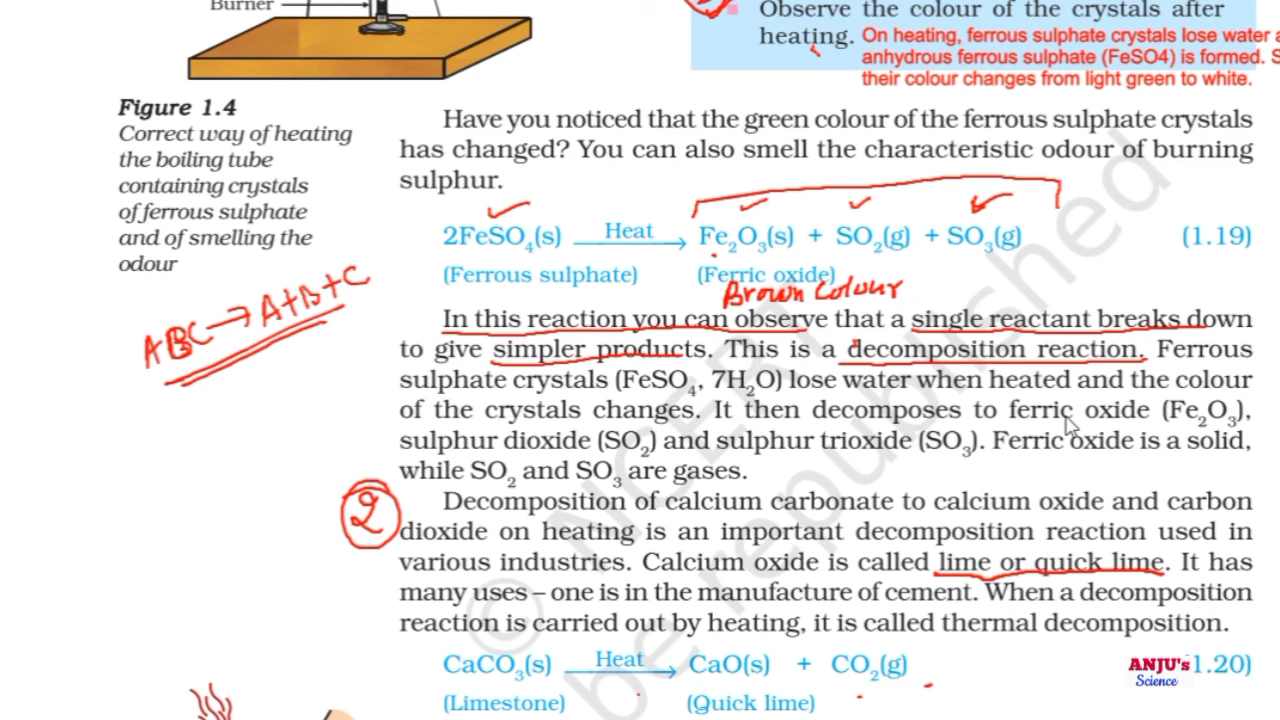 Burner
Observe the colour of the crystals after
heating. On heating, ferrous sulphate crystals lose water a
anhydrous ferrous sulphate (FeSO4) is formed. S
their colour changes from light green to white.
Figure 1.4
Correct way of heating
the boiling tube
containing crystals
of ferrous sulphate
and of smelling the
odour
ABC → A+B+C
Have you noticed that the green colour of the ferrous sulphate crystals
has changed? You can also smell the characteristic odour of burning
sulphur.
2FeSO₄(s) Heat→ Fe₂O₃(s) + SO₂(g) + SO₃(g) (1.19)
(Ferrous sulphate) (Ferric oxide)
Brown Colour
In this reaction you can observe that a single reactant breaks down
to give simpler products. This is a decomposition reaction. Ferrous
sulphate crystals (FeSO₄, 7H₂O) lose water when heated and the colour
of the crystals changes. It then decomposes to ferric oxide (Fe₂O₃),
sulphur dioxide (SO₂) and sulphur trioxide (SO₃). Ferric oxide is a solid,
while SO₂ and SO₃ are gases.
2
Decomposition of calcium carbonate to calcium oxide and carbon
dioxide on heating is an important decomposition reaction used in
various industries. Calcium oxide is called lime or quick lime. It has
many uses – one is in the manufacture of cement. When a decomposition
reaction is carried out by heating, it is called thermal decomposition.
CaCO₃(s) Heat→ CaO(s) + CO₂(g) 1.20)
(Limestone) (Quick lime)
ANJU's
Science
© NCERT
be republished